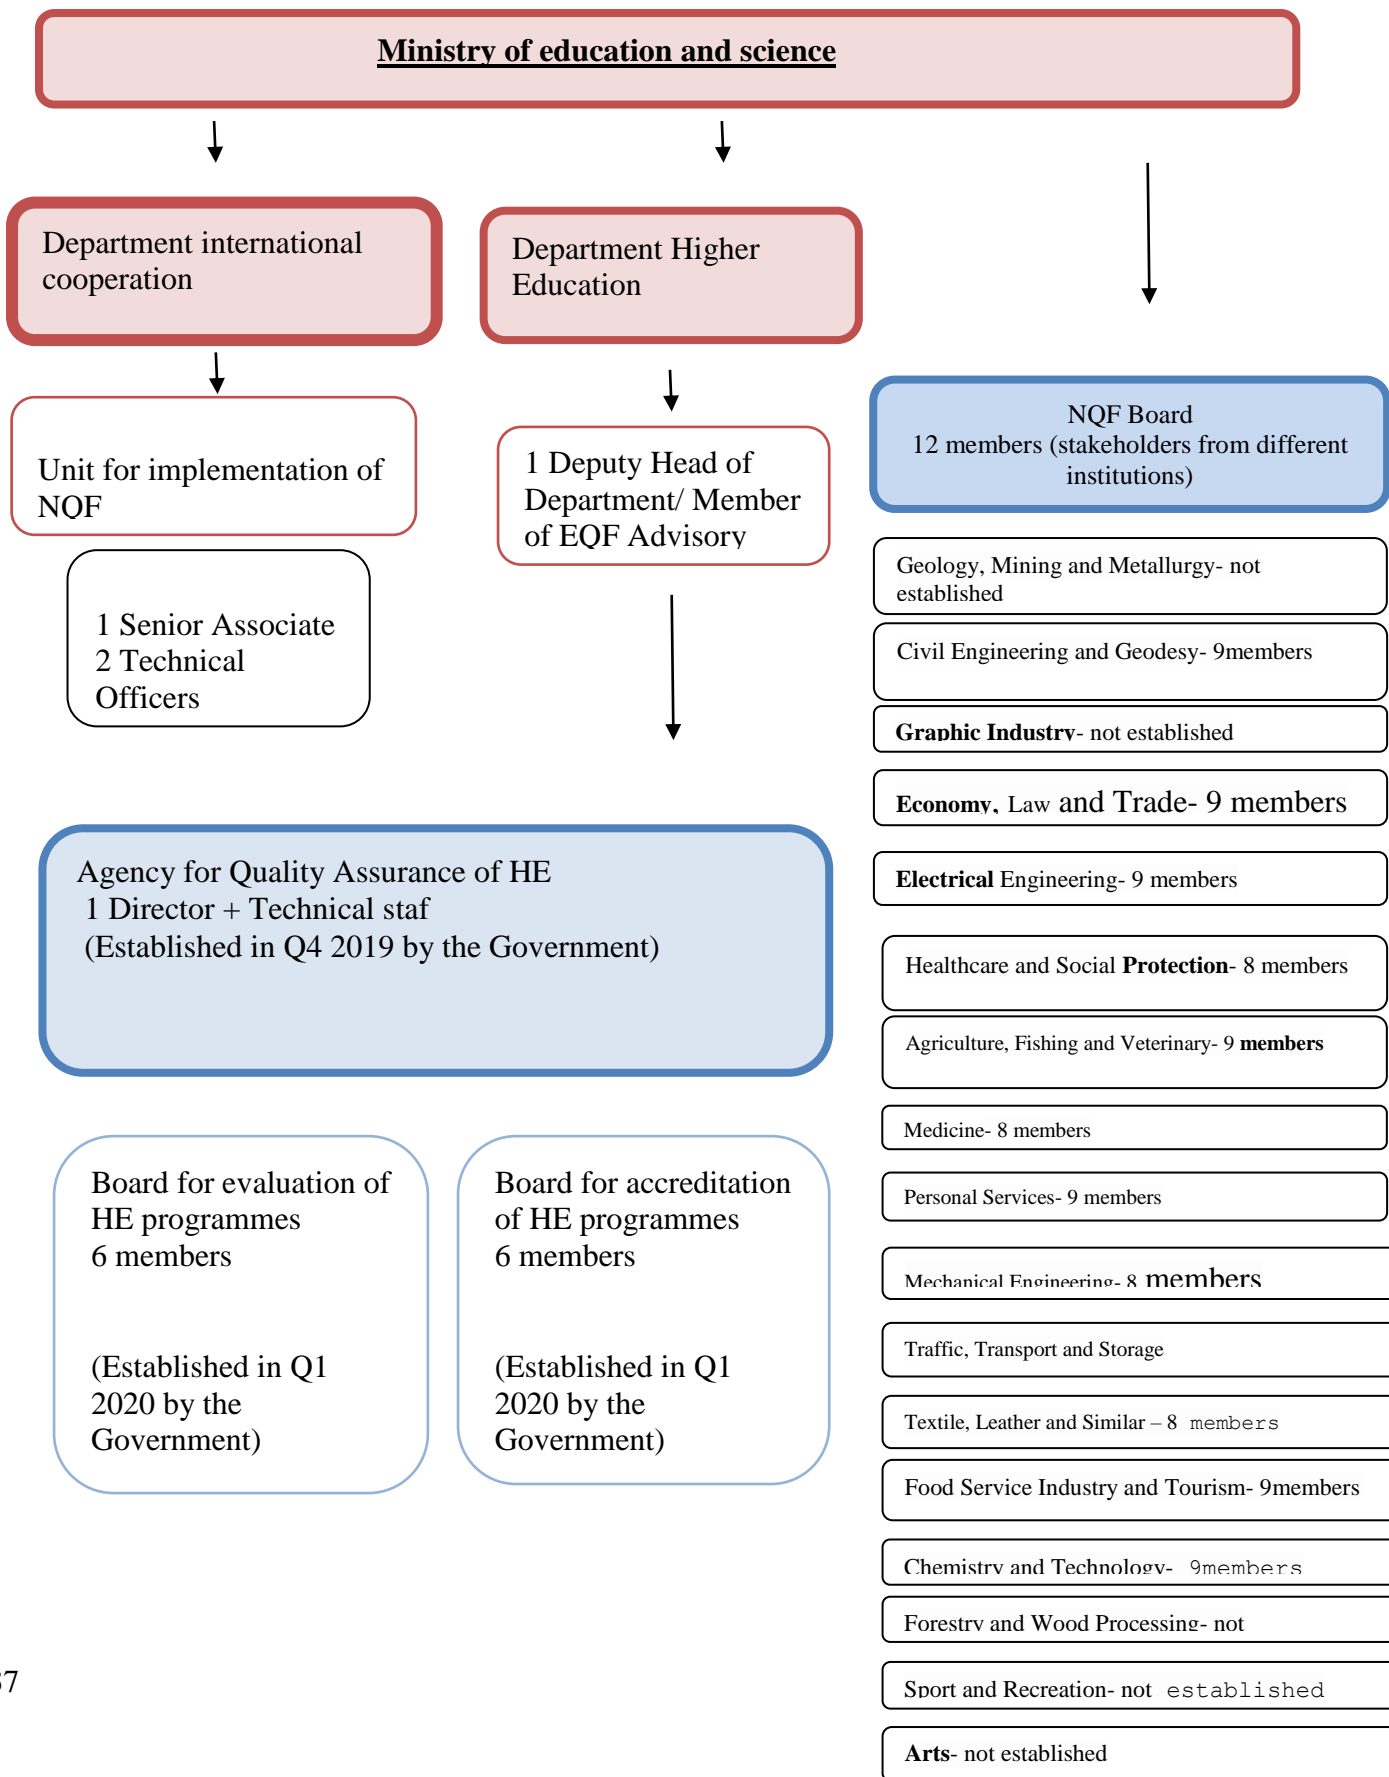 Ministry of education and science
Department international
cooperation
Department Higher
Education
Unit for implementation of
NQF
1 Senior Associate
2 Technical
Officers
1 Deputy Head of
Department/ Member
of EQF Advisory
Agency for Quality Assurance of HE
1 Director + Technical staf
(Established in Q4 2019 by the Government)
Board for evaluation of
HE programmes
6 members
(Established in Q1
2020 by the
Government)
Board for accreditation
of HE programmes
6 members
(Established in Q1
2020 by the
Government)
NQF Board
12 members (stakeholders from different
institutions)
Geology, Mining and Metallurgy- not
established
Civil Engineering and Geodesy- 9members
Graphic Industry- not established
Economy, Law and Trade- 9 members
Electrical Engineering- 9 members
Healthcare and Social Protection- 8 members
Agriculture, Fishing and Veterinary- 9 members
Medicine- 8 members
Personal Services- 9 members
Mechanical Engineering- 8 members
Traffic, Transport and Storage
Textile, Leather and Similar – 8 members
Food Service Industry and Tourism- 9members
Chemistry and Technology- 9members
Forestry and Wood Processing- not
Sport and Recreation- not established
Arts- not established
37